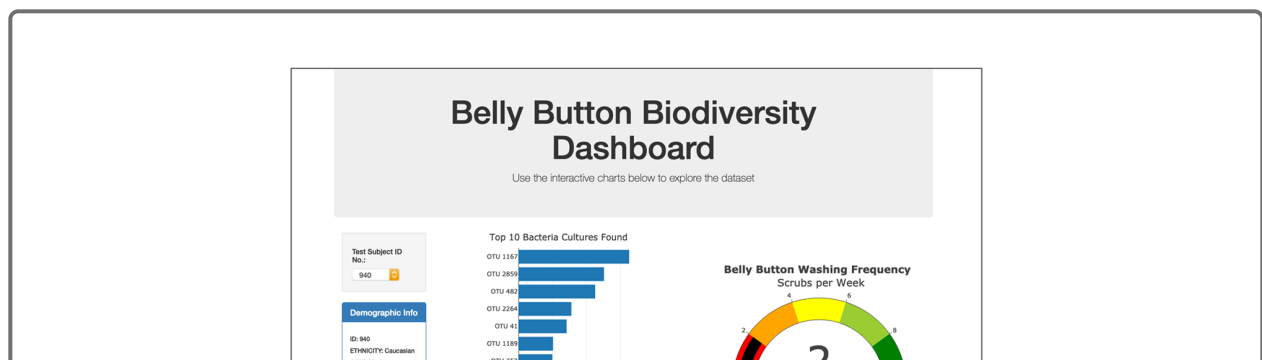 Belly Button Biodiversity
Dashboard
Use the interactive charts below to explore the dataset
Test Subject ID
No.:
940
Demographic Info
ID: 940
ETHNICITY: Caucasian
Top 10 Bacteria Cultures Found
OTU 1167
OTU 2859
OTU 482
OTU 2264
OTU 41
OTU 1189
Belly Button Washing Frequency
Scrubs per Week
4
6
2
8
2